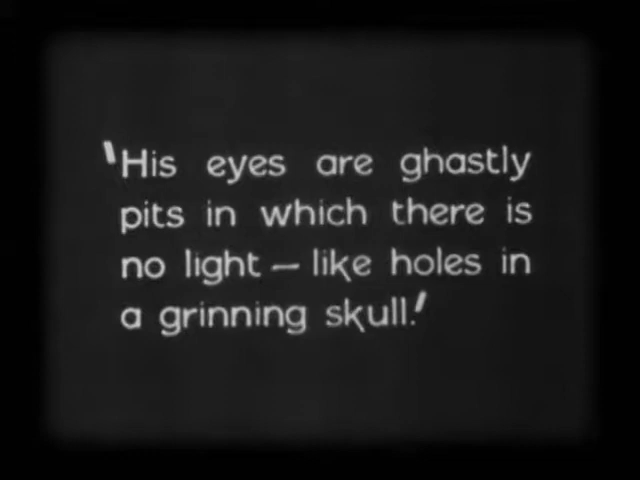 'His eyes are ghastly
pits in which there is
no light — like holes in
a grinning skull.'